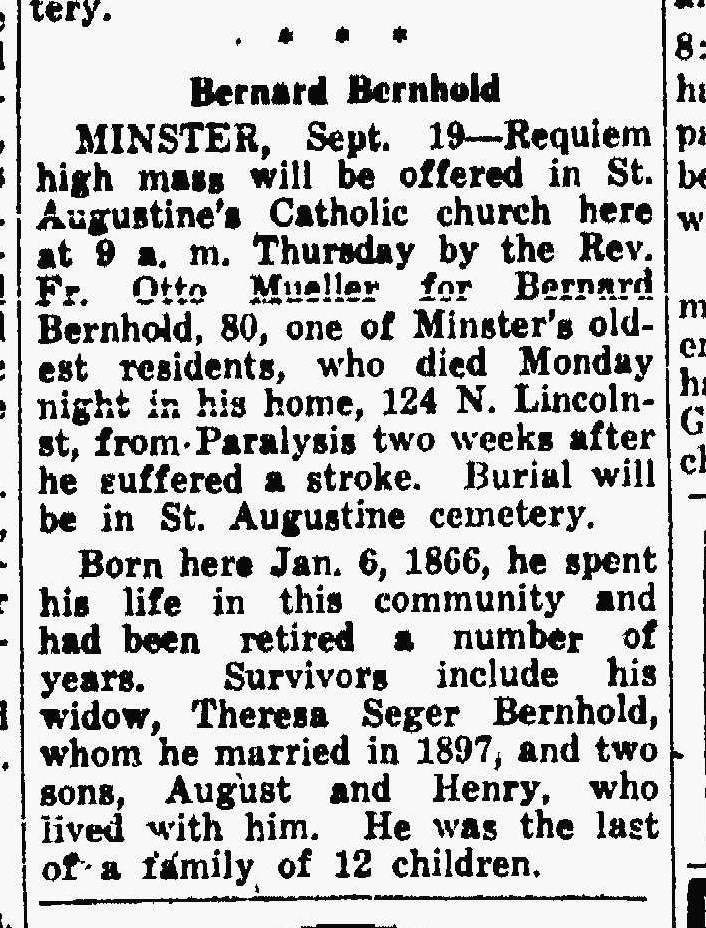 tery.
* * *
Bernard Bernhold
MINSTER, Sept. 19—Requiem
high mass will be offered in St.
Augustine's Catholic church here
at 9 a. m. Thursday by the Rev.
Fr. Otto Mueller for Bernard
Bernhold, 80, one of Minster's old-
est residents, who died Monday
night in his home, 124 N. Lincoln-
st, from Paralysis two weeks after
he suffered a stroke. Burial will
be in St. Augustine cemetery.
Born here Jan. 6, 1866, he spent
his life in this community and
had been retired a number of
years. Survivors include his
widow, Theresa Seger Bernhold,
whom he married in 1897, and two
sons, August and Henry, who
lived with him. He was the last
of a family of 12 children.